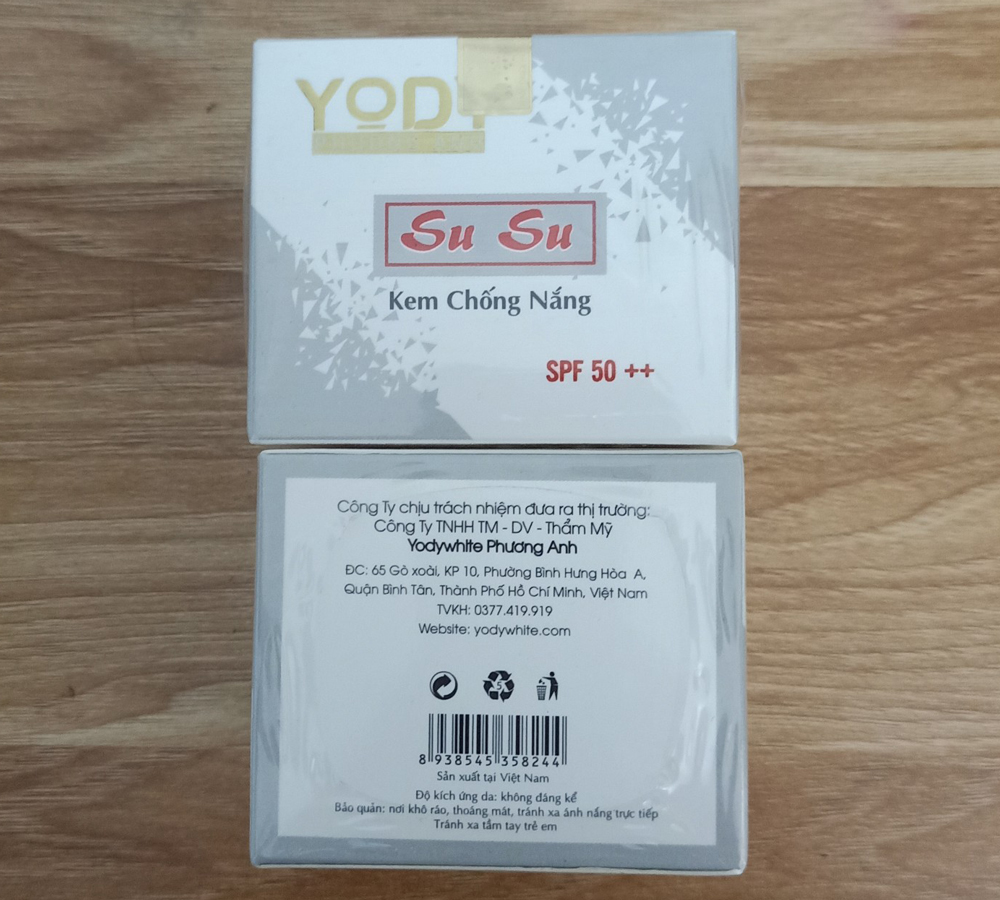 YODY
Su Su
Kem Chống Nắng
SPF 50 ++
Công Ty chịu trách nhiệm đưa ra thị trường:
Công Ty TNHH TM - DV - Thẩm Mỹ
Yodywhite Phương Anh
ĐC: 65 Gò xoài, KP 10, Phường Bình Hưng Hòa A,
Quận Bình Tân, Thành Phố Hồ Chí Minh, Việt Nam
TVKH: 0377.419.919
Website: yodywhite.com
5
8 938545 358244
Sản xuất tại Việt Nam
Độ kích ứng da: không đáng kể
Bảo quản: nơi khô ráo, thoáng mát, tránh xa ánh nắng trực tiếp
Tránh xa tầm tay trẻ em